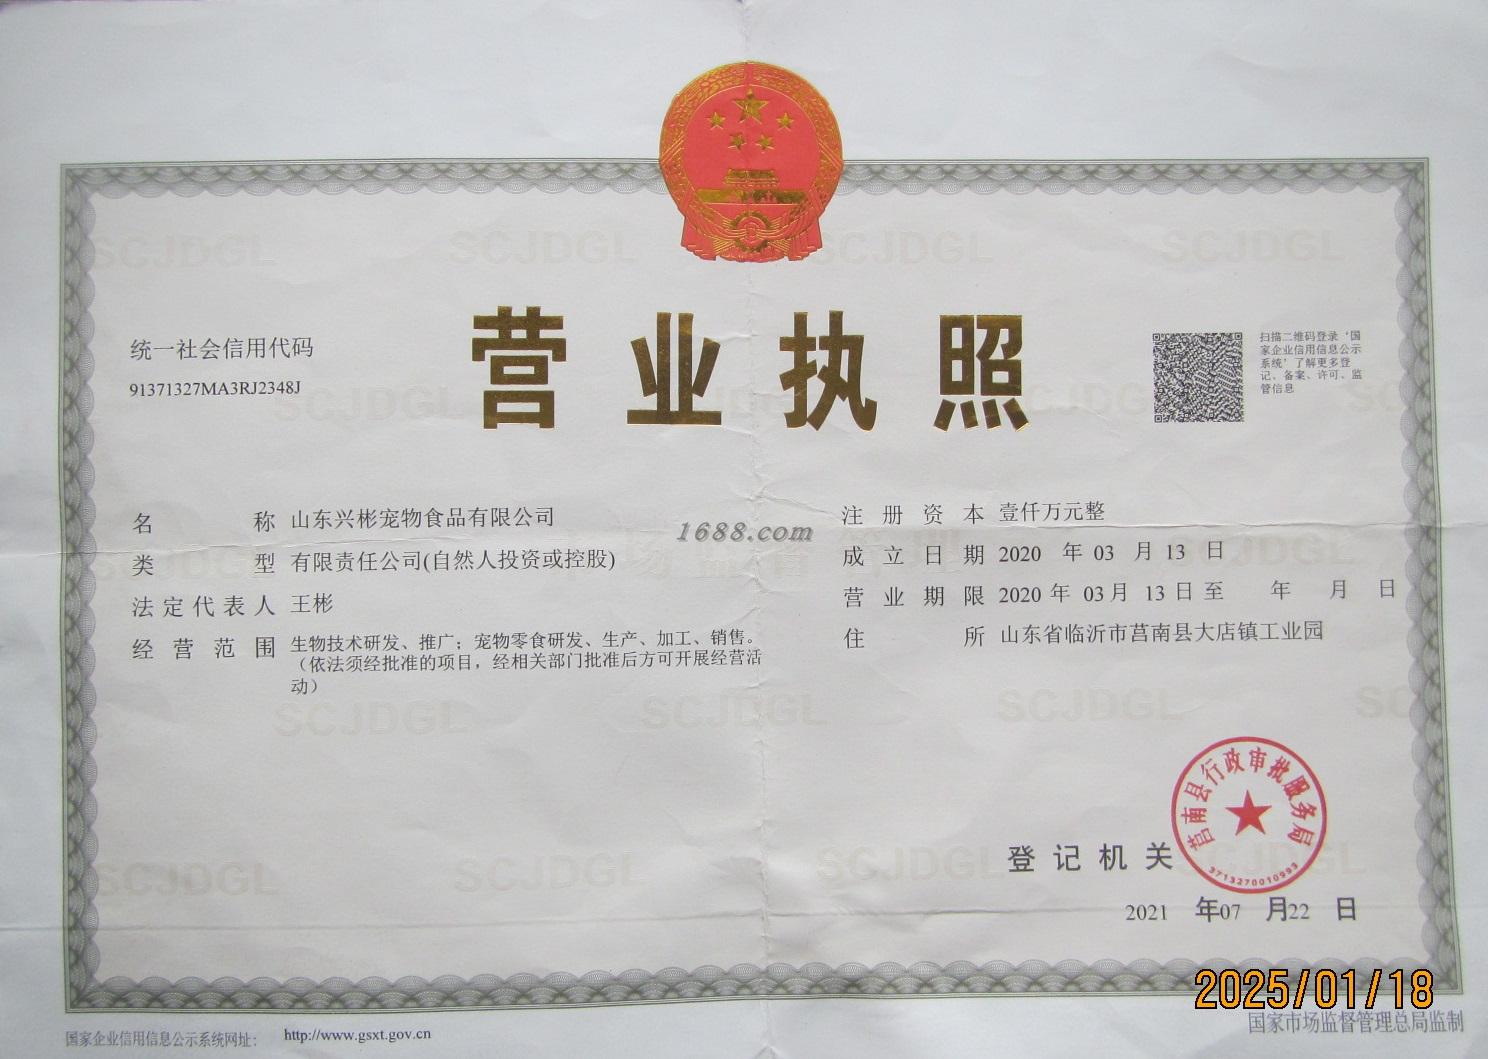 营业执照
统一社会信用代码
91371327MA3RJ2348J
扫描二维码登录‘国
家企业信用信息公示
系统’了解更多登
记、备案、许可、监
管信息
名称 山东兴彬宠物食品有限公司
类型 有限责任公司(自然人投资或控股)
法定代表人 王彬
经营范围 生物技术研发、推广；宠物零食研发、生产、加工、销售。
（依法须经批准的项目，经相关部门批准后方可开展经营活
动）
注册资本 壹仟万元整
成立日期 2020 年 03 月 13 日
营业期限 2020 年 03 月 13 日 至 年 月 日
住所 山东省临沂市莒南县大店镇工业园
1688.com
登记机关
莒南县行政审批服务局
3713270010993
2021 年 07 月 22 日
2025/01/18
国家企业信用信息公示系统网址： http://www.gsxt.gov.cn
国家市场监督管理总局监制
SCJDGL